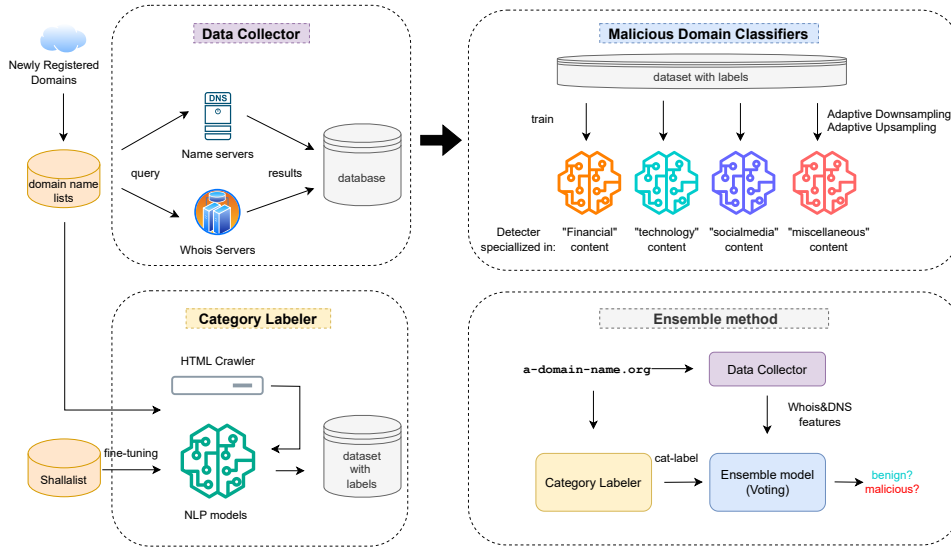 Newly Registered
Domains
domain name
lists
Data Collector
DNS
Name servers
query
results
Whois Servers
database
Malicious Domain Classifiers
dataset with labels
train
Adaptive Downsampling
Adaptive Upsampling
Detecter
speciallized in:
"Financial"
content
"technology"
content
"socialmedia"
content
"miscellaneous"
content
Category Labeler
HTML Crawler
Shallalist
fine-tuning
NLP models
dataset
with
labels
Ensemble method
a-domain-name.org
Data Collector
Whois&DNS
features
Category Labeler
cat-label
Ensemble model
(Voting)
benign?
malicious?